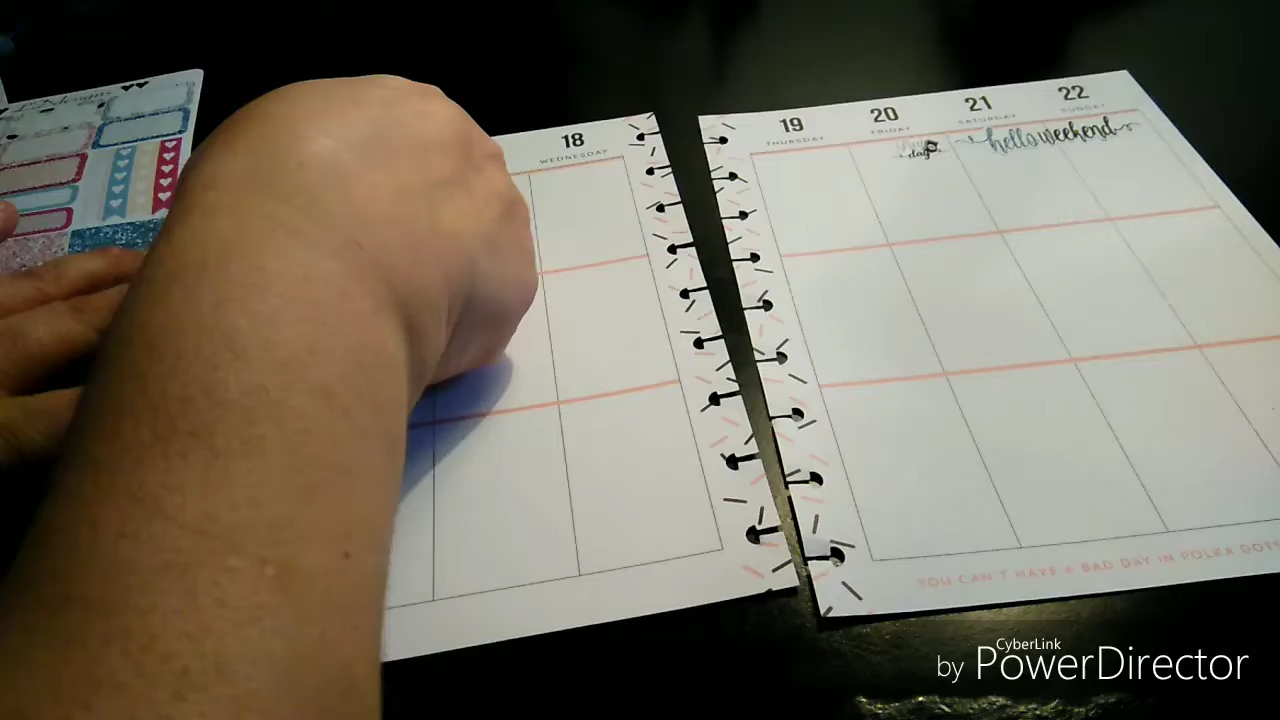 18
WEDNESDAY
19
THURSDAY
20
FRIDAY
21
SATURDAY
22
SUNDAY
day
hello weekend
YOU CAN'T HAVE A BAD DAY IN POLKA DOTS
CyberLink
by PowerDirector